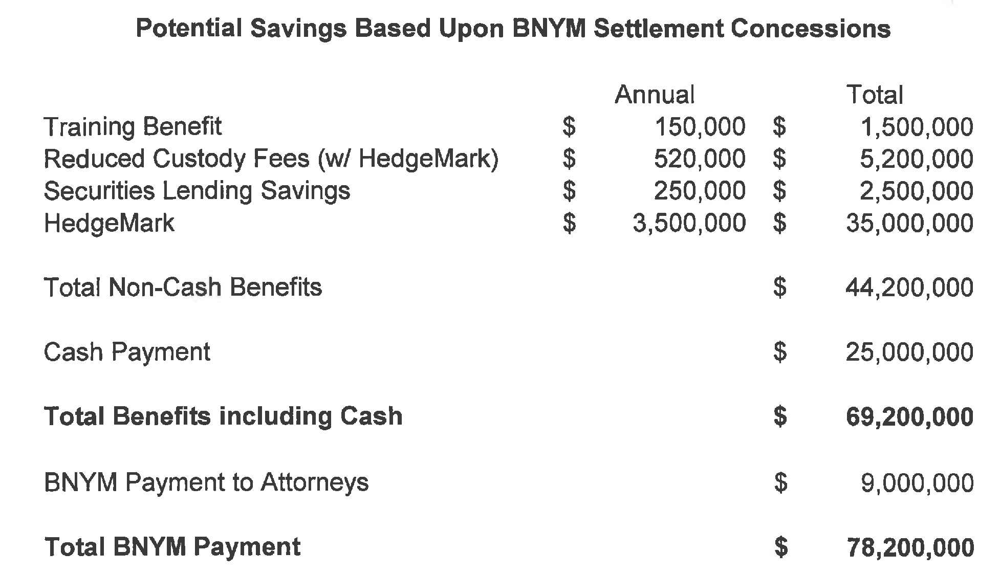 Potential Savings Based Upon BNYM Settlement Concessions
Annual Total
Training Benefit $ 150,000 $ 1,500,000
Reduced Custody Fees (w/ HedgeMark) $ 520,000 $ 5,200,000
Securities Lending Savings $ 250,000 $ 2,500,000
HedgeMark $ 3,500,000 $ 35,000,000
Total Non-Cash Benefits $ 44,200,000
Cash Payment $ 25,000,000
Total Benefits including Cash $ 69,200,000
BNYM Payment to Attorneys $ 9,000,000
Total BNYM Payment $ 78,200,000